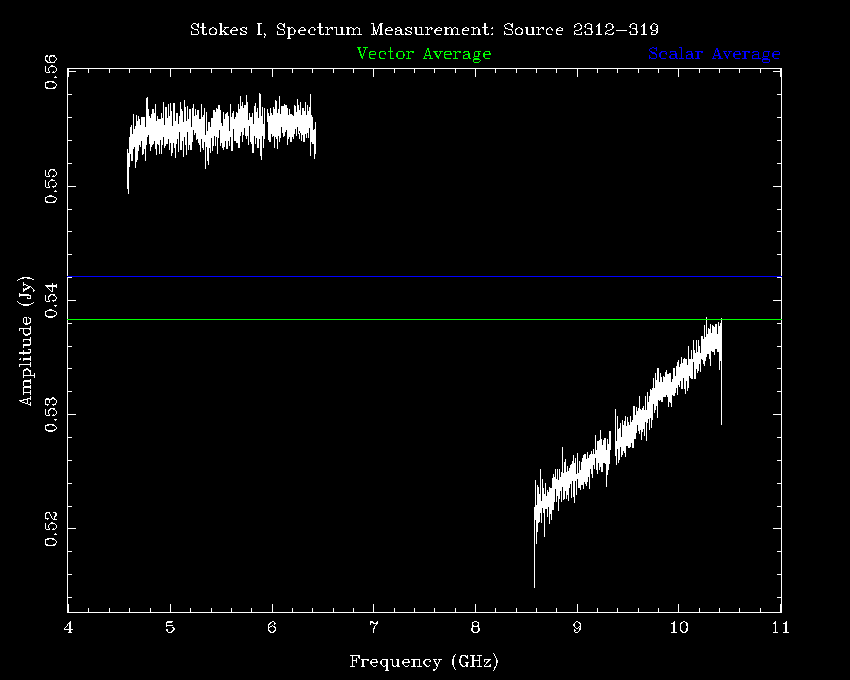 Stokes I, Spectrum Measurement: Source 2312-319
Vector Average
Scalar Average
0.56
0.55
0.54
0.53
0.52
Amplitude (Jy)
4 5 6 7 8 9 10 11
Frequency (GHz)